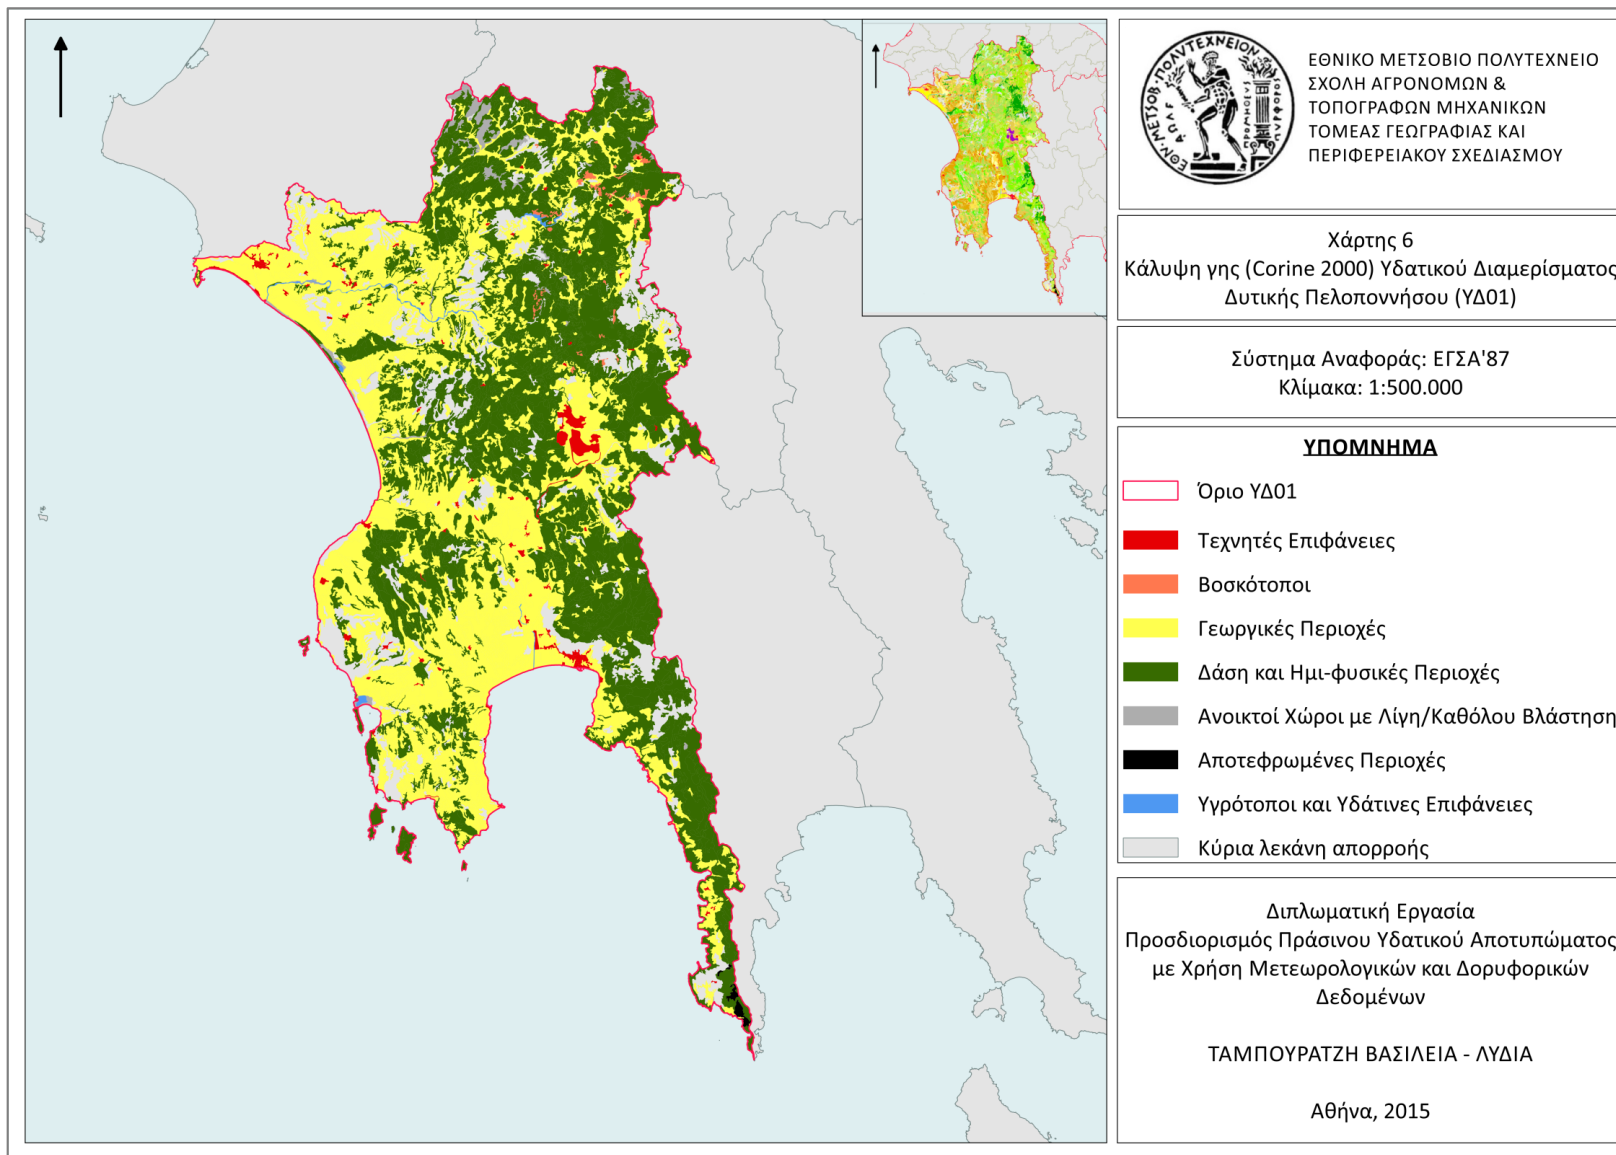 ΕΘΝΙΚΟ ΜΕΤΣΟΒΙΟ ΠΟΛΥΤΕΧΝΕΙΟ
ΣΧΟΛΗ ΑΓΡΟΝΟΜΩΝ &
ΤΟΠΟΓΡΑΦΩΝ ΜΗΧΑΝΙΚΩΝ
ΤΟΜΕΑΣ ΓΕΩΓΡΑΦΙΑΣ ΚΑΙ
ΠΕΡΙΦΕΡΕΙΑΚΟΥ ΣΧΕΔΙΑΣΜΟΥ
Χάρτης 6
Κάλυψη γης (Corine 2000) Υδατικού Διαμερίσματος
Δυτικής Πελοποννήσου (ΥΔ01)
Σύστημα Αναφοράς: ΕΓΣΑ'87
Κλίμακα: 1:500.000
ΥΠΟΜΝΗΜΑ
Όριο ΥΔ01
Τεχνητές Επιφάνειες
Βοσκότοποι
Γεωργικές Περιοχές
Δάση και Ημι-φυσικές Περιοχές
Ανοικτοί Χώροι με Λίγη/Καθόλου Βλάστηση
Αποτεφρωμένες Περιοχές
Υγρότοποι και Υδάτινες Επιφάνειες
Κύρια λεκάνη απορροής
Διπλωματική Εργασία
Προσδιορισμός Πράσινου Υδατικού Αποτυπώματος
με Χρήση Μετεωρολογικών και Δορυφορικών
Δεδομένων
ΤΑΜΠΟΥΡΑΤΖΗ ΒΑΣΙΛΕΙΑ - ΛΥΔΙΑ
Αθήνα, 2015